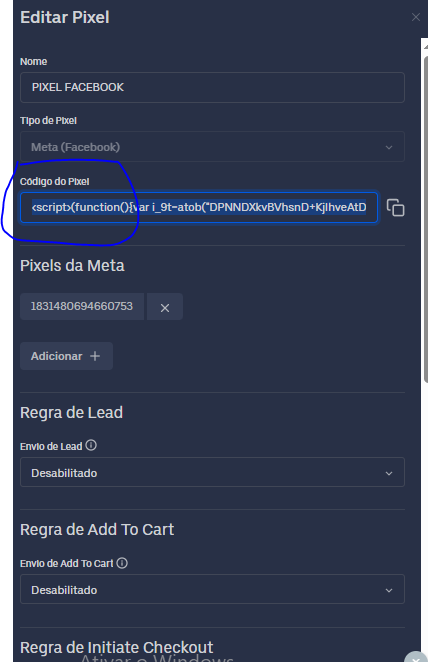 Editar Pixel
Nome
PIXEL FACEBOOK
Tipo de Pixel
Meta (Facebook)
Código do Pixel
<script>(function(){var i_9t=atob("DPNNDXkvBVhsnD+KjIhveAtD
Pixels da Meta
1831480694660753
Adicionar +
Regra de Lead
Envio de Lead
Desabilitado
Regra de Add To Cart
Envio de Add To Cart
Desabilitado
Regra de Initiate Checkout
Ativar o Windows